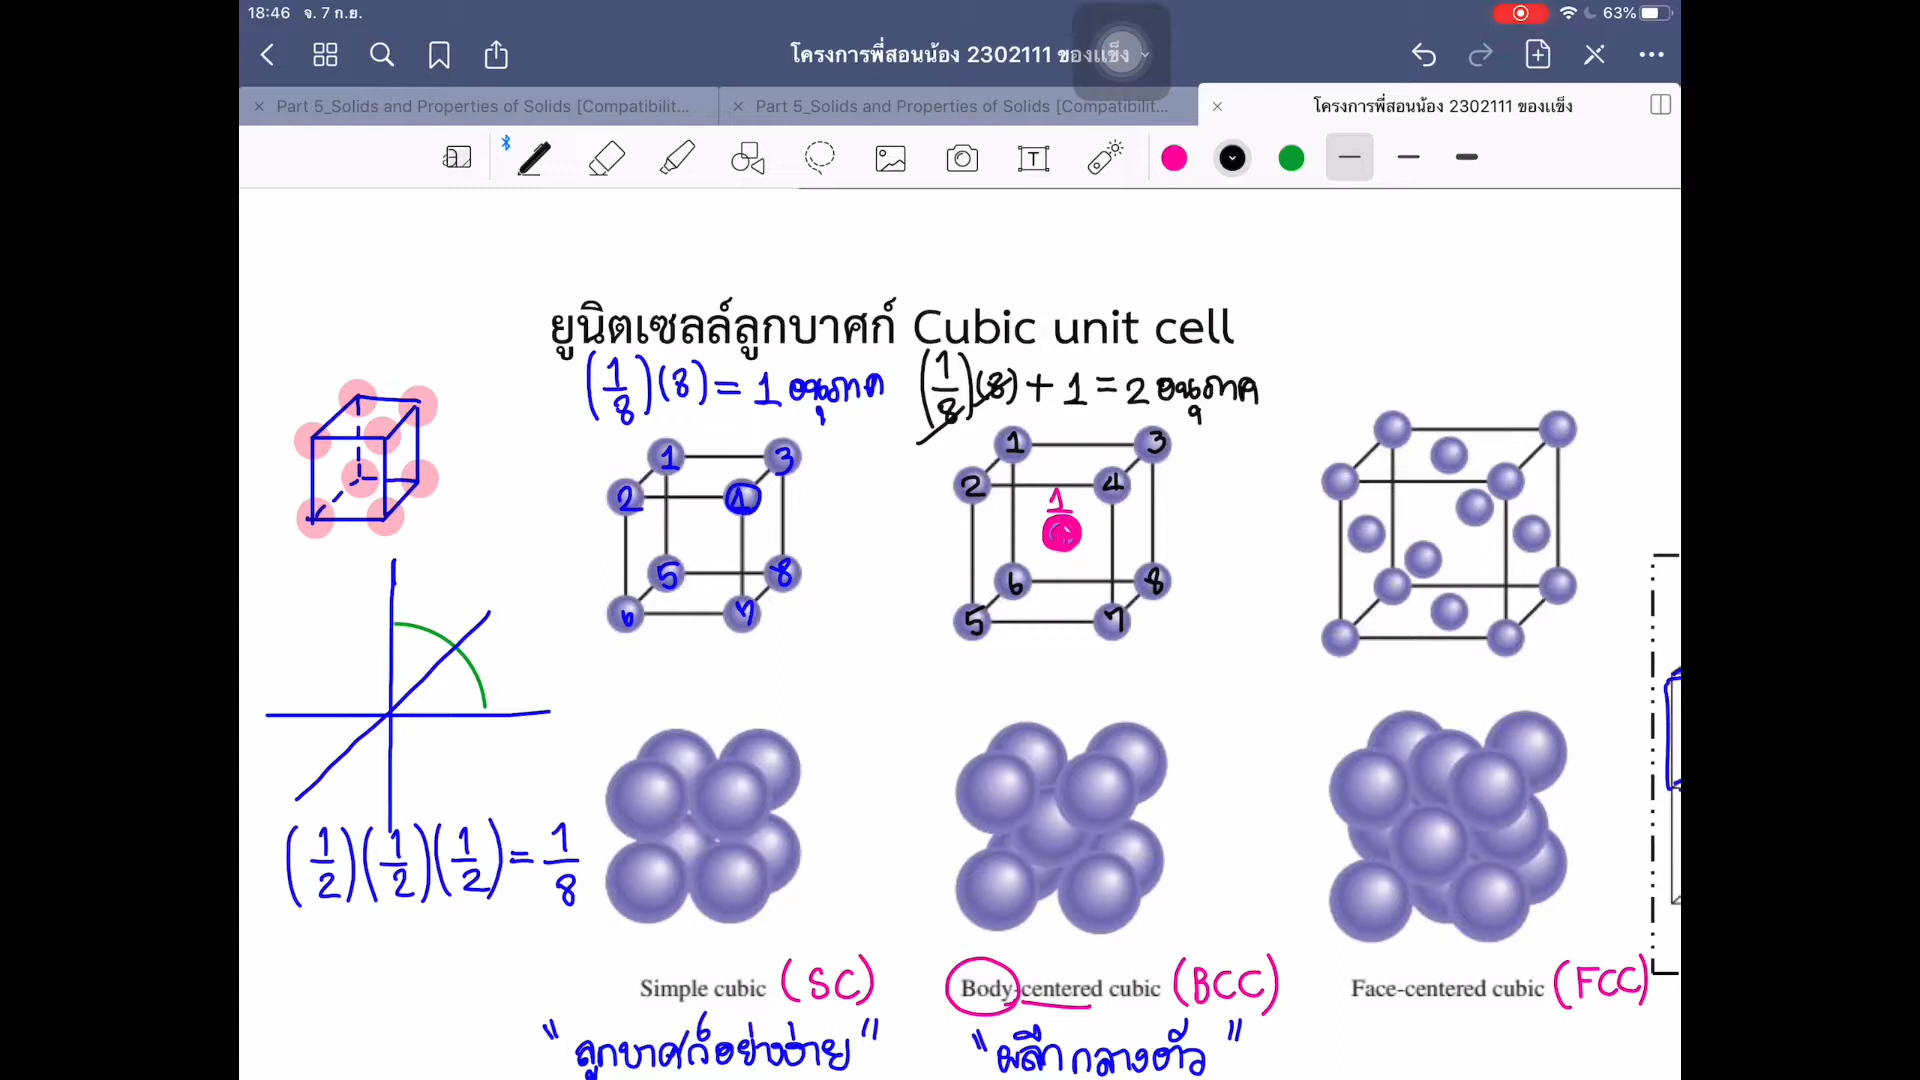 18:46 จ. 7 ก.ย.
63%
โครงการพี่สอนน้อง 2302111 ของแข็ง
Part 5_Solids and Properties of Solids [Compatibilit...
Part 5_Solids and Properties of Solids [Compatibilit...
โครงการพี่สอนน้อง 2302111 ของแข็ง
ยูนิตเซลล์ลูกบาศก์ Cubic unit cell
(1/8)(8) = 1 อนุภาค
(1/8)(8) + 1 = 2 อนุภาค
1 3
2 4
5 8
6 7
1 3
2 4
1
6 8
5 7
(1/2)(1/2)(1/2) = 1/8
Simple cubic (SC)
Body-centered cubic (BCC)
Face-centered cubic (FCC)
"ลูกบาศก์อย่างง่าย"
"ผลึกกลางตัว"